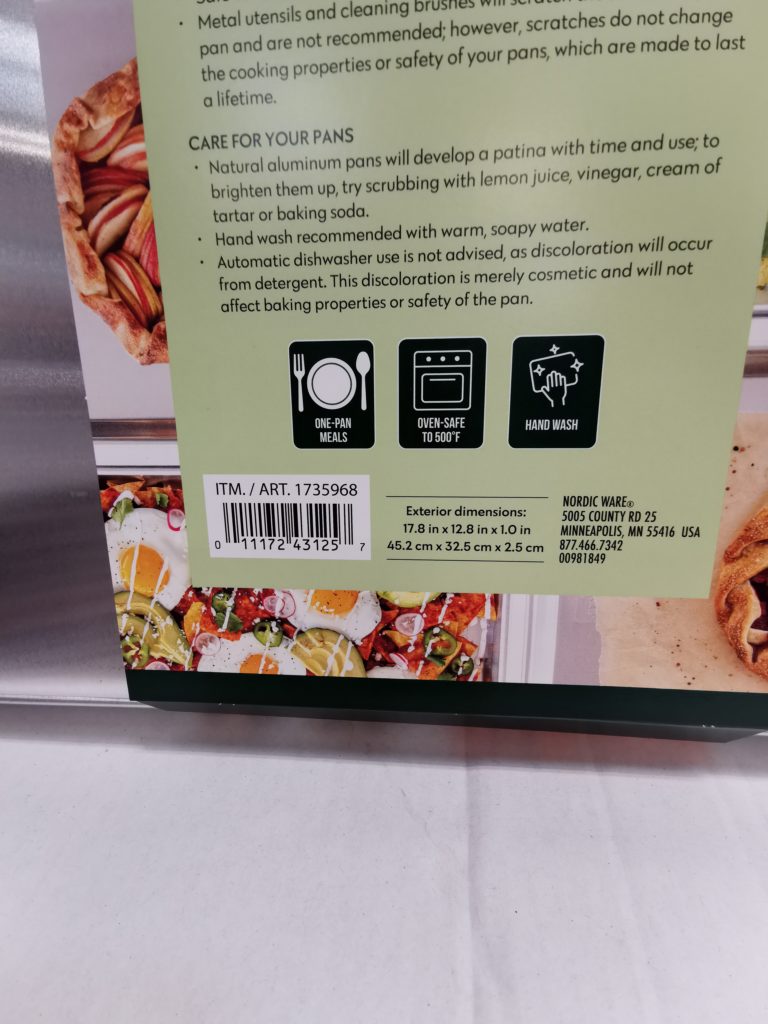 • Metal utensils and cleaning brushes will scratch the
pan and are not recommended; however, scratches do not change
the cooking properties or safety of your pans, which are made to last
a lifetime.
CARE FOR YOUR PANS
• Natural aluminum pans will develop a patina with time and use; to
brighten them up, try scrubbing with lemon juice, vinegar, cream of
tartar or baking soda.
• Hand wash recommended with warm, soapy water.
• Automatic dishwasher use is not advised, as discoloration will occur
from detergent. This discoloration is merely cosmetic and will not
affect baking properties or safety of the pan.
ONE-PAN
MEALS
OVEN-SAFE
TO 500°F
HAND WASH
ITM. / ART. 1735968
0 11172 43125 7
Exterior dimensions:
17.8 in x 12.8 in x 1.0 in
45.2 cm x 32.5 cm x 2.5 cm
NORDIC WARE®
5005 COUNTY RD 25
MINNEAPOLIS, MN 55416 USA
877.466.7342
00981849